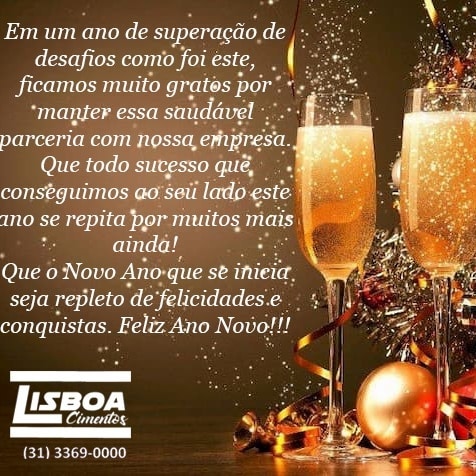 Em um ano de superação de
desafios como foi este,
ficamos muito gratos por
manter essa saudável
parceria com nossa empresa.
Que todo sucesso que
conseguimos ao seu lado este
ano se repita por muitos mais
ainda!
Que o Novo Ano que se inicia
seja repleto de felicidades e
conquistas. Feliz Ano Novo!!!
LISBOA
Cimentos
(31) 3369-0000